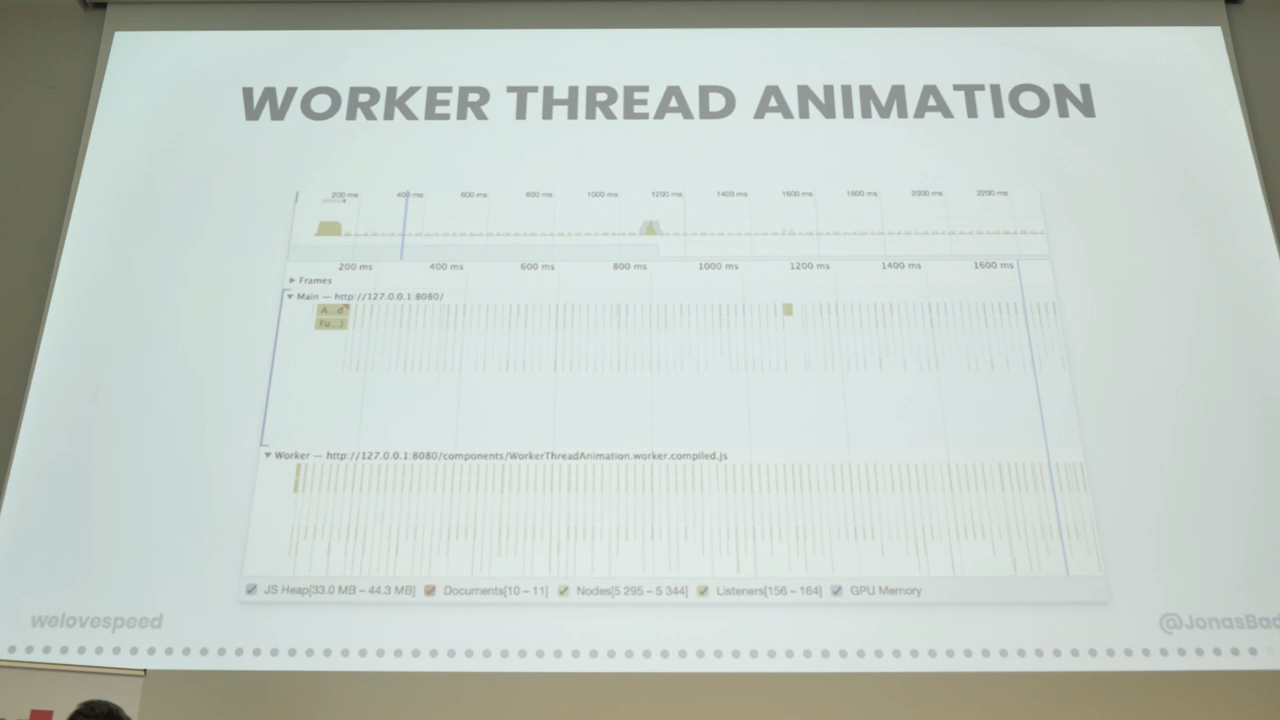 WORKER THREAD ANIMATION
200 ms 400 ms 600 ms 800 ms 1000 ms 1200 ms 1400 ms 1600 ms 1800 ms 2000 ms 2200 ms
200 ms 400 ms 600 ms 800 ms 1000 ms 1200 ms 1400 ms 1600 ms
Frames
Main — http://127.0.0.1:8080/
A...d
Fu...)
Worker — http://127.0.0.1:8080/components/WorkerThreadAnimation.worker.compiled.js
JS Heap[33.0 MB – 44.3 MB] Documents[10 – 11] Nodes[5 295 – 5 344] Listeners[156 – 164] GPU Memory
welovespeed
@JonasBad